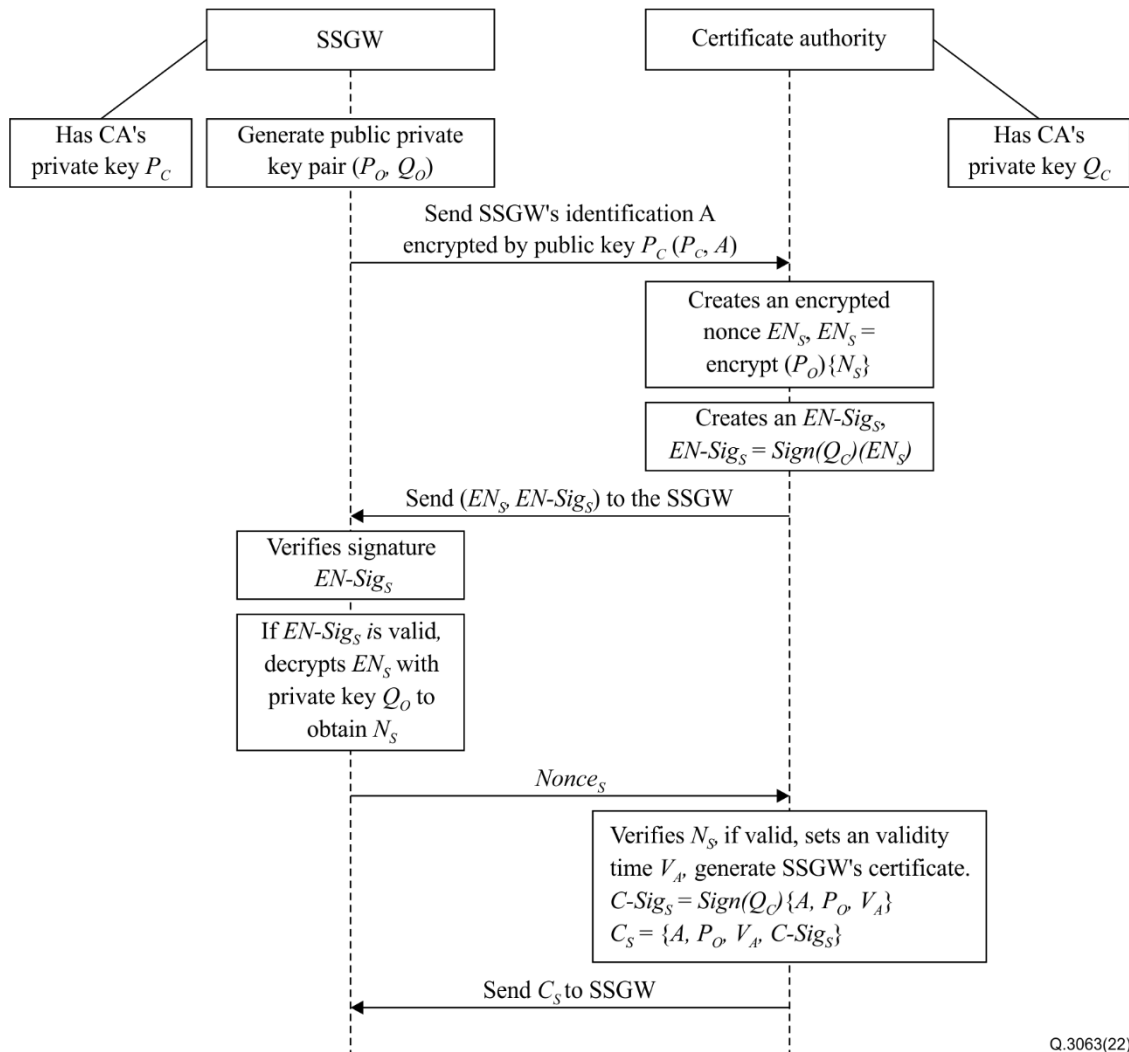 SSGW
Certificate authority
Has CA's
private key P_C
Generate public private
key pair (P_O, Q_O)
Has CA's
private key Q_C
Send SSGW's identification A
encrypted by public key P_C (P_C, A)
Creates an encrypted
nonce EN_S, EN_S =
encrypt (P_O){N_S}
Creates an EN-Sig_S,
EN-Sig_S = Sign(Q_C)(EN_S)
Send (EN_S, EN-Sig_S) to the SSGW
Verifies signature
EN-Sig_S
If EN-Sig_S is valid,
decrypts EN_S with
private key Q_O to
obtain N_S
Nonce_S
Verifies N_S, if valid, sets an validity
time V_A, generate SSGW's certificate.
C-Sig_S = Sign(Q_C){A, P_O, V_A}
C_S = {A, P_O, V_A, C-Sig_S}
Send C_S to SSGW
Q.3063(22)